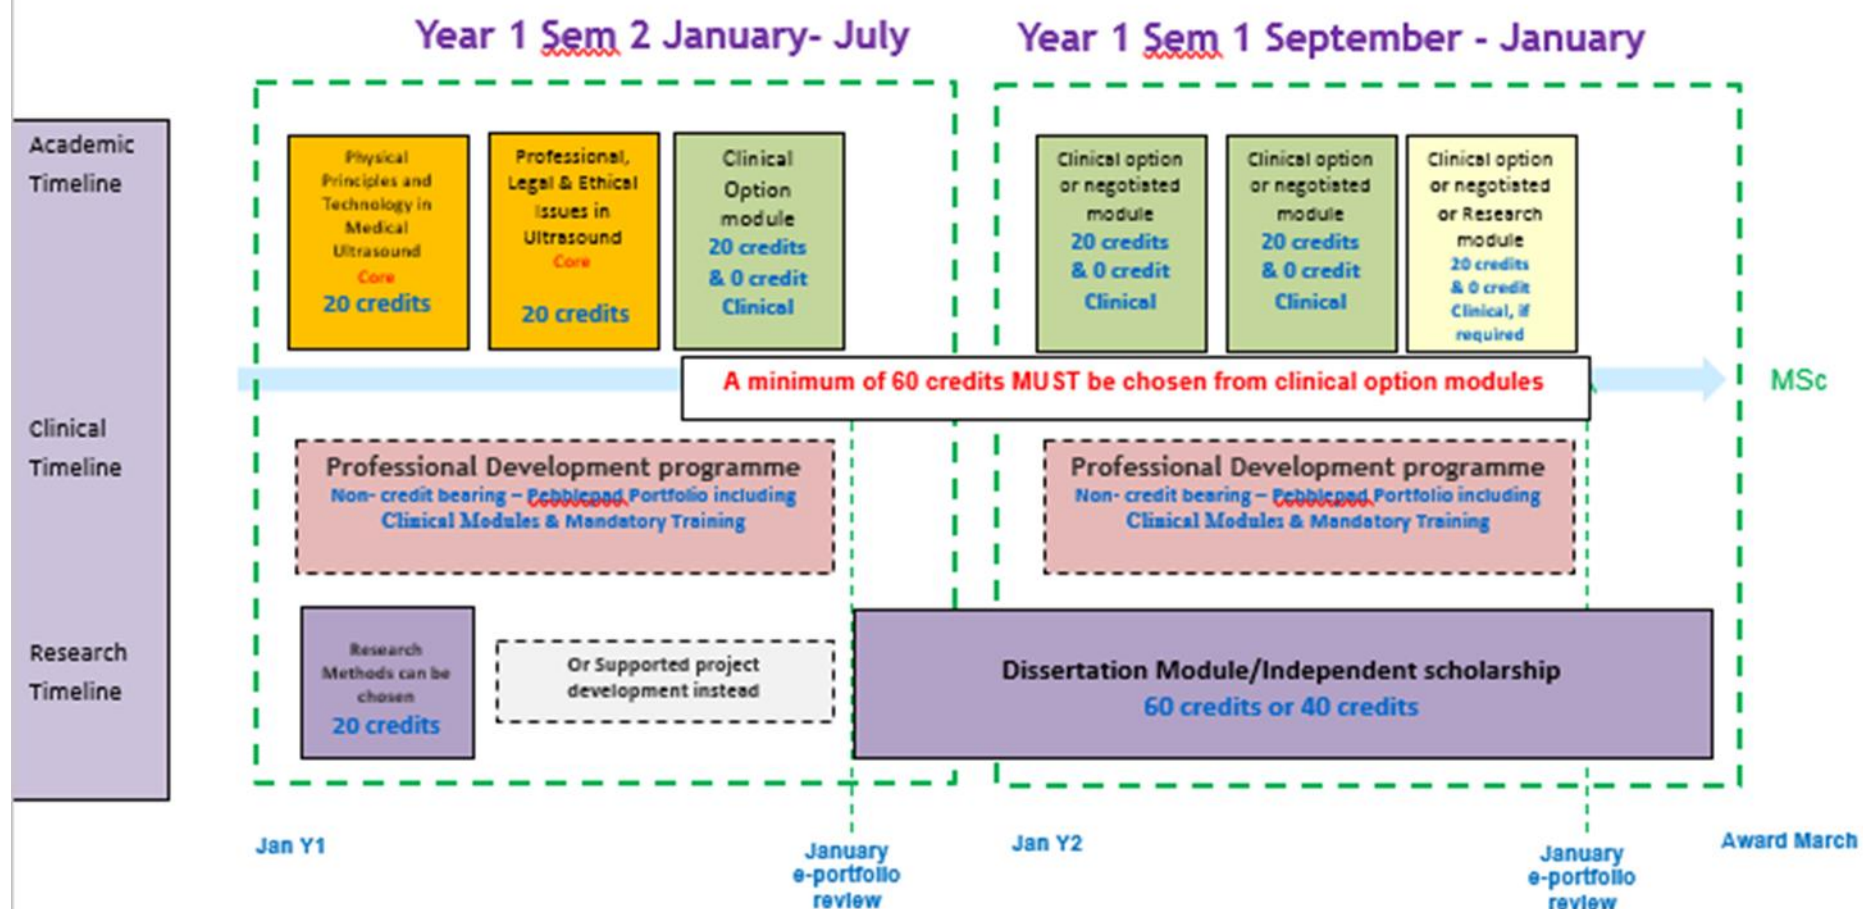 Year 1 Sem 2 January- July
Year 1 Sem 1 September - January
Academic
Timeline
Physical
Principles and
Technology in
Medical
Ultrasound
Core
20 credits
Professional,
Legal & Ethical
Issues in
Ultrasound
Core
20 credits
Clinical
Option
module
20 credits
& 0 credit
Clinical
Clinical option
or negotiated
module
20 credits
& 0 credit
Clinical
Clinical option
or negotiated
module
20 credits
& 0 credit
Clinical
Clinical option
or negotiated
or Research
module
20 credits
& 0 credit
Clinical, if
required
A minimum of 60 credits MUST be chosen from clinical option modules
MSc
Clinical
Timeline
Professional Development programme
Non- credit bearing – Pebblepad Portfolio including
Clinical Modules & Mandatory Training
Professional Development programme
Non- credit bearing – Pebblepad Portfolio including
Clinical Modules & Mandatory Training
Research
Timeline
Research
Methods can be
chosen
20 credits
Or Supported project
development instead
Dissertation Module/Independent scholarship
60 credits or 40 credits
Jan Y1
January
e-portfolio
review
Jan Y2
January
e-portfolio
review
Award March